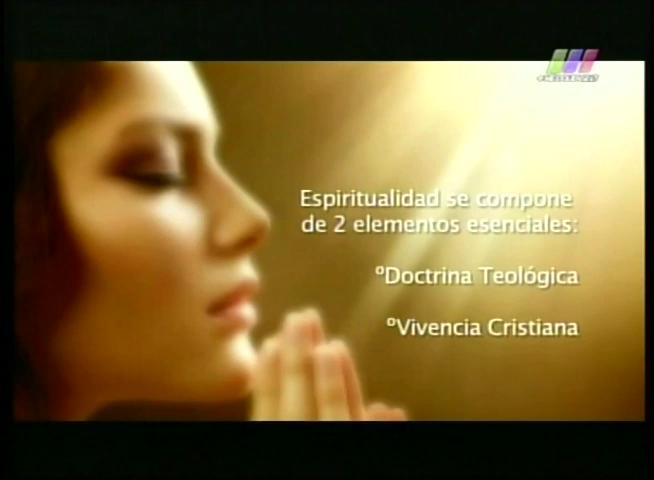 Espiritualidad se compone
de 2 elementos esenciales:
ºDoctrina Teológica
ºVivencia Cristiana